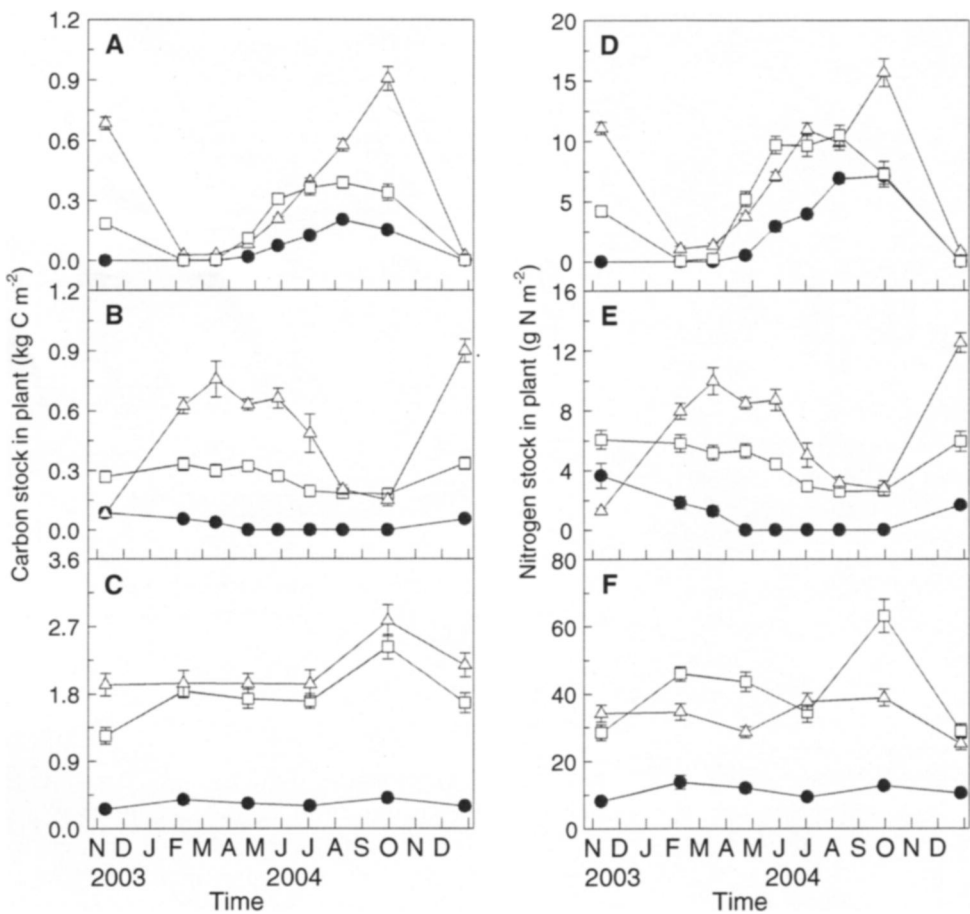 Carbon stock in plant (kg C m-2)
A
1.2
0.9
0.6
0.3
0.0
B
1.2
0.9
0.6
0.3
0.0
C
3.6
2.7
1.8
0.9
0.0
N D J F M A M J J A S O N D
2003 2004
Time
Nitrogen stock in plant (g N m-2)
D
20
15
10
5
0
E
16
12
8
4
0
F
80
60
40
20
0
N D J F M A M J J A S O N D
2003 2004
Time